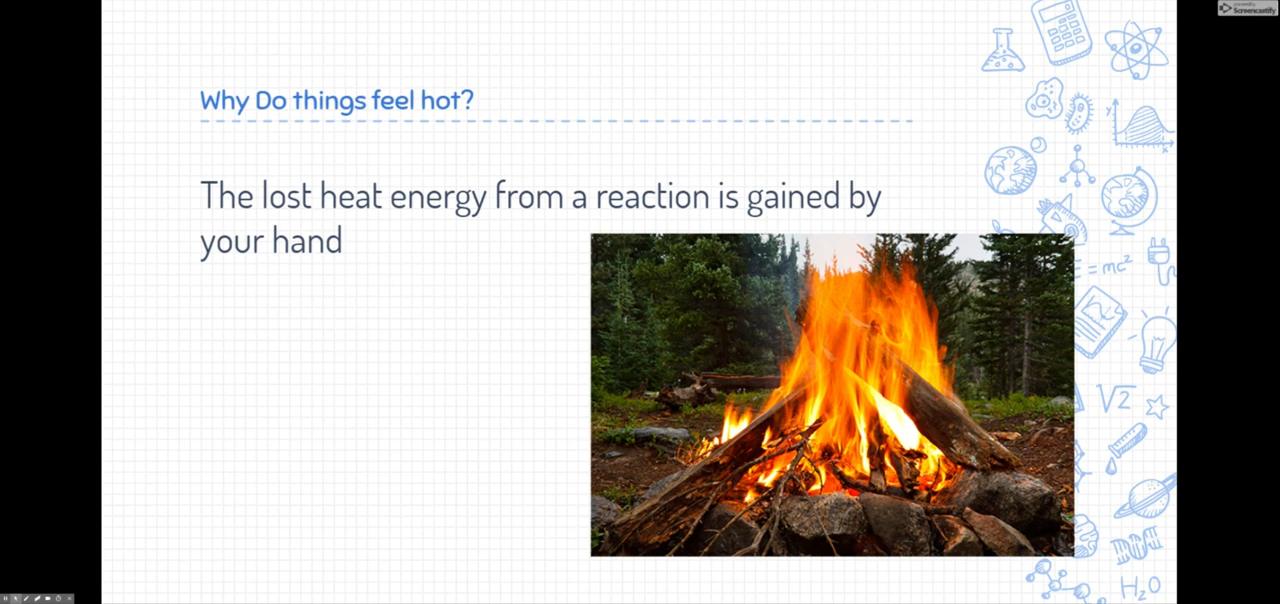 Screencastify
Why Do things feel hot?
The lost heat energy from a reaction is gained by
your hand
= mc²
√2
H₂O